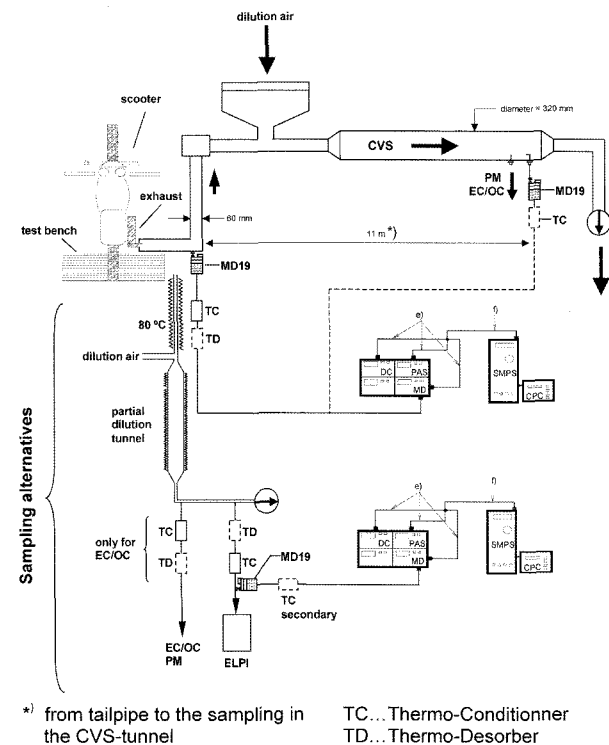 dilution air
scooter
diameter = 320 mm
CVS
exhaust
PM
EC/OC
MD19
60 mm
TC
test bench
11 m *)
MD19
TC
80 °C
TD
dilution air
e)
f)
DC
PAS
MD
SMPS
CPC
partial
dilution
tunnel
Sampling alternatives
e)
f)
TC
TD
only for
EC/OC
DC
PAS
MD
SMPS
CPC
TD
TC
MD19
TC
secondary
EC/OC
PM
ELPI
*) from tailpipe to the sampling in
the CVS-tunnel
TC...Thermo-Conditionner
TD...Thermo-Desorber